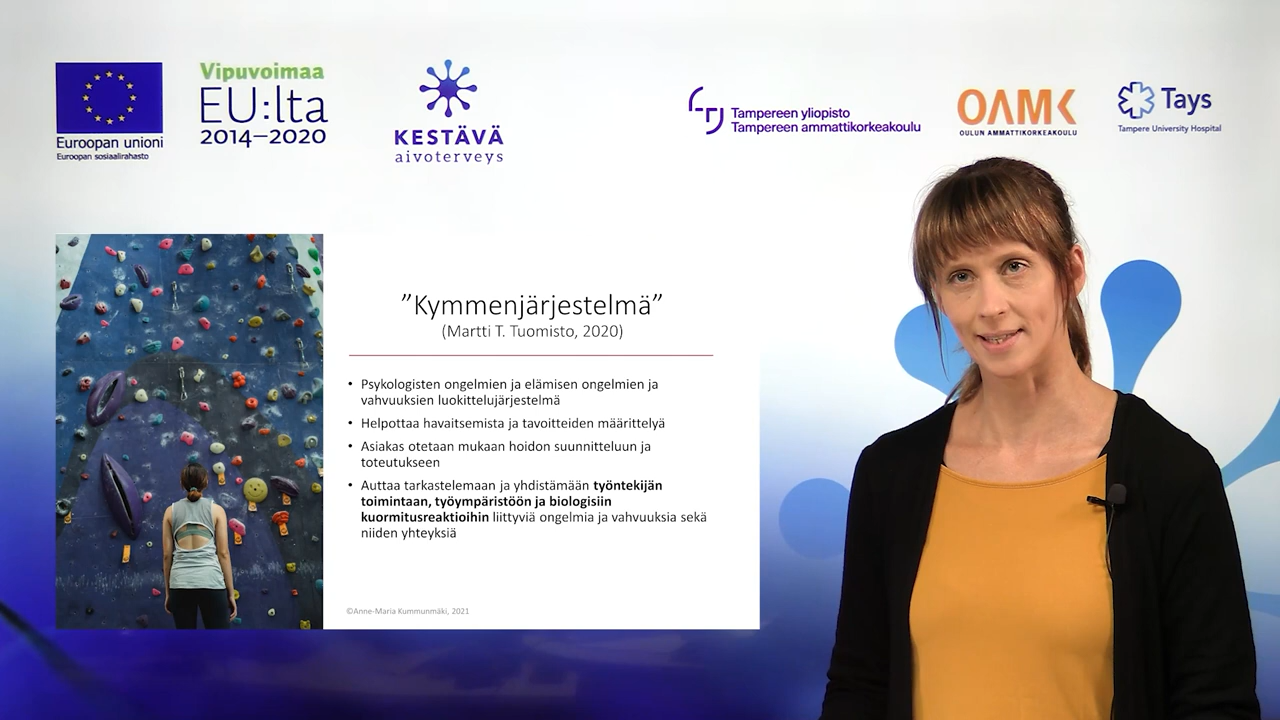 Euroopan unioni
Euroopan sosiaalirahasto
Vipuvoimaa
EU:lta
2014–2020
KESTÄVÄ
aivoterveys
Tampereen yliopisto
Tampereen ammattikorkeakoulu
OAMK
OULUN AMMATTIKORKEAKOULU
Tays
Tampere University Hospital
”Kymmenjärjestelmä”
(Martti T. Tuomisto, 2020)
• Psykologisten ongelmien ja elämisen ongelmien ja
vahvuuksien luokittelujärjestelmä
• Helpottaa havaitsemista ja tavoitteiden määrittelyä
• Asiakas otetaan mukaan hoidon suunnitteluun ja
toteutukseen
• Auttaa tarkastelemaan ja yhdistämään työntekijän
toimintaan, työympäristöön ja biologisiin
kuormitusreaktioihin liittyviä ongelmia ja vahvuuksia sekä
niiden yhteyksiä
©Anne-Maria Kummunmäki, 2021